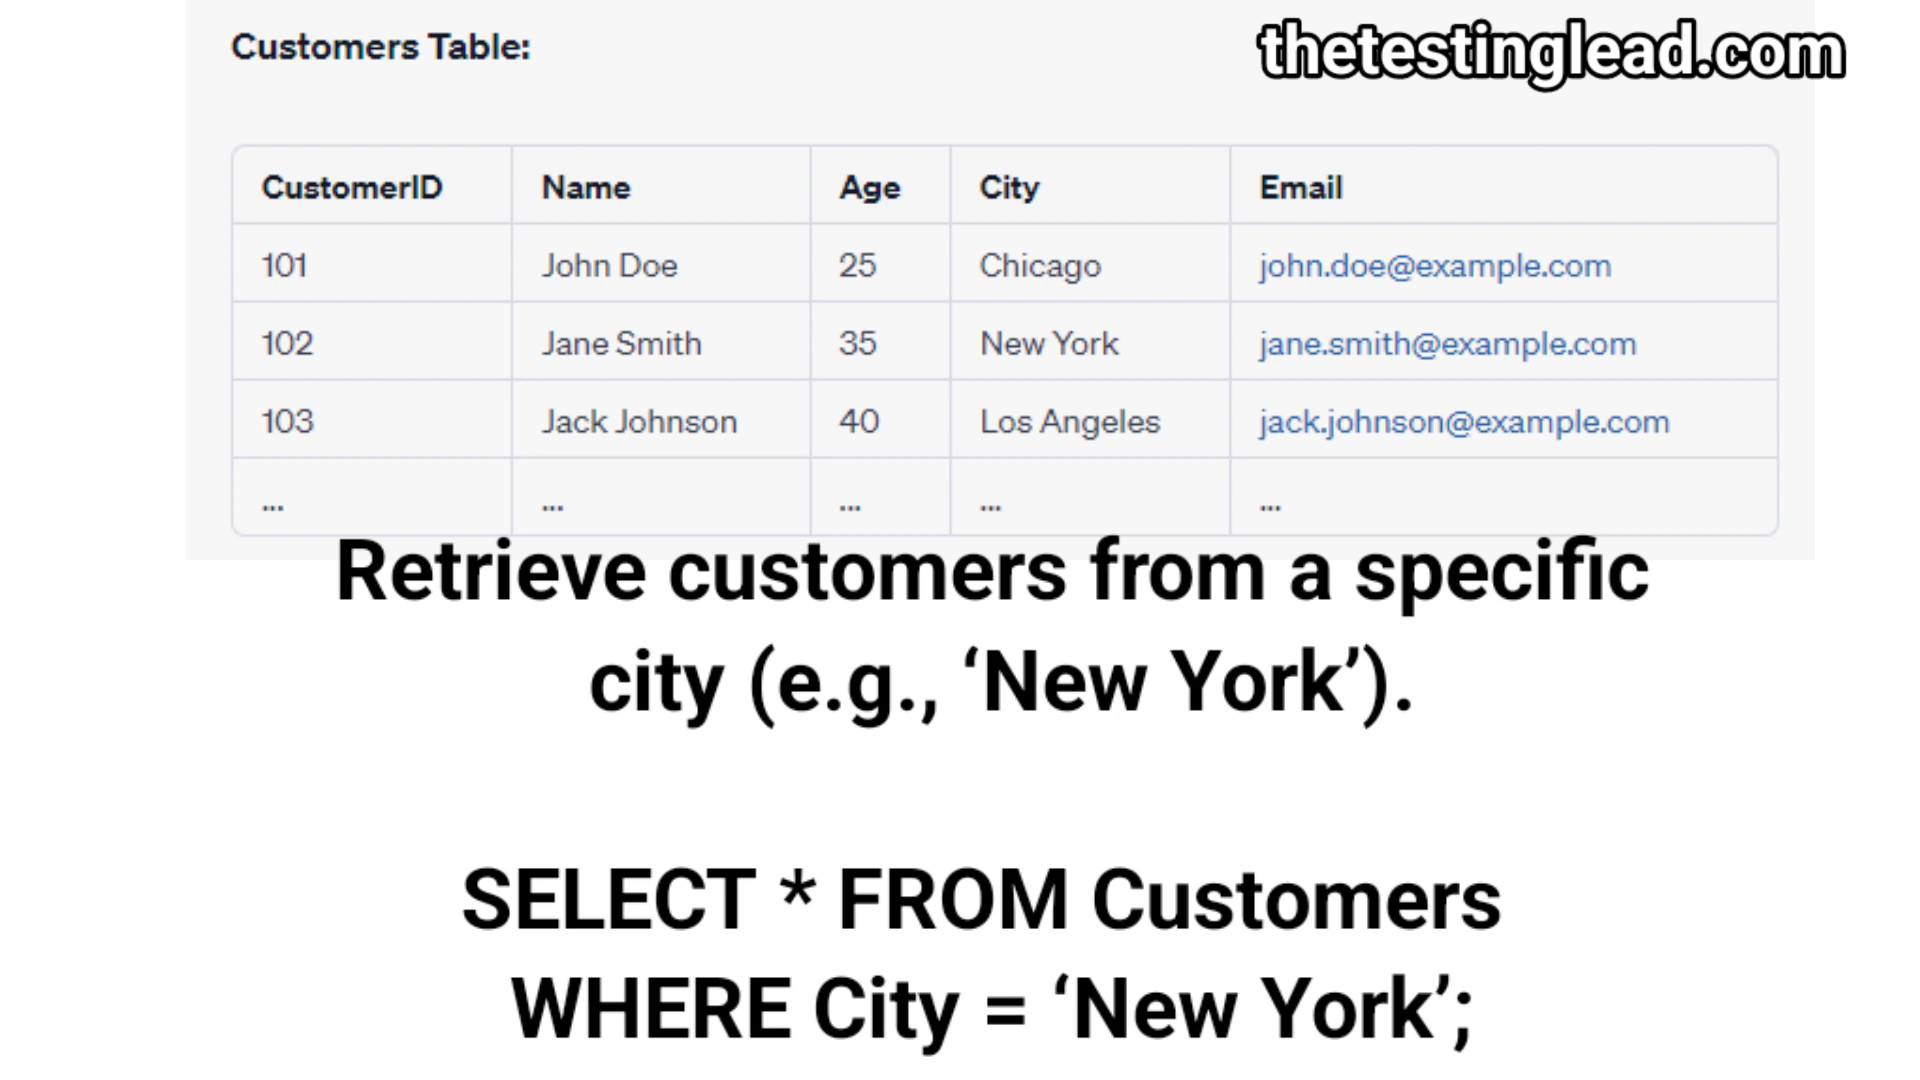 Customers Table:
thetestinglead.com
CustomerID Name Age City Email
101 John Doe 25 Chicago john.doe@example.com
102 Jane Smith 35 New York jane.smith@example.com
103 Jack Johnson 40 Los Angeles jack.johnson@example.com
... ... ... ... ...
Retrieve customers from a specific
city (e.g., ‘New York’).
SELECT * FROM Customers
WHERE City = ‘New York’;